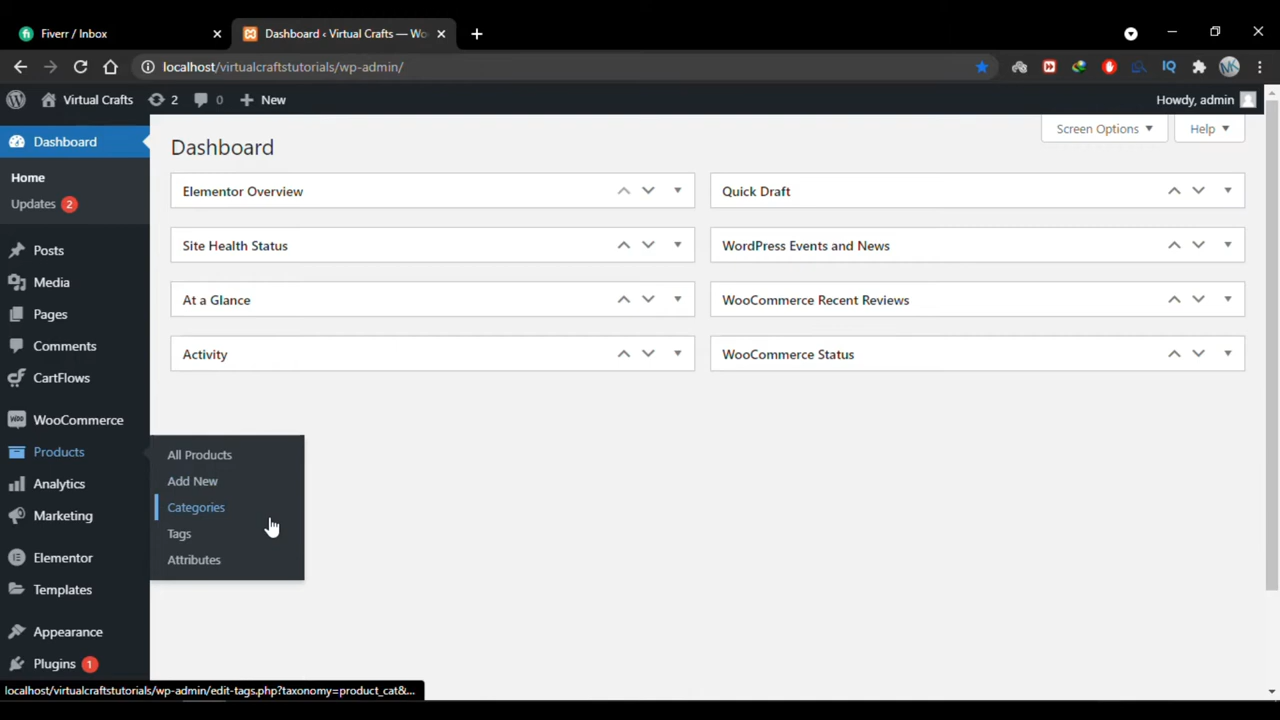 Fiverr / Inbox
Dashboard ‹ Virtual Crafts — Wo
localhost/virtualcraftstutorials/wp-admin/
IQ
NK
Virtual Crafts
2
0
New
Howdy, admin
Dashboard
Home
Updates 2
Posts
Media
Pages
Comments
CartFlows
WooCommerce
Products
Analytics
Marketing
Elementor
Templates
Appearance
Plugins 1
All Products
Add New
Categories
Tags
Attributes
Dashboard
Screen Options
Help
Elementor Overview
Quick Draft
Site Health Status
WordPress Events and News
At a Glance
WooCommerce Recent Reviews
Activity
WooCommerce Status
localhost/virtualcraftstutorials/wp-admin/edit-tags.php?taxonomy=product_cat&...